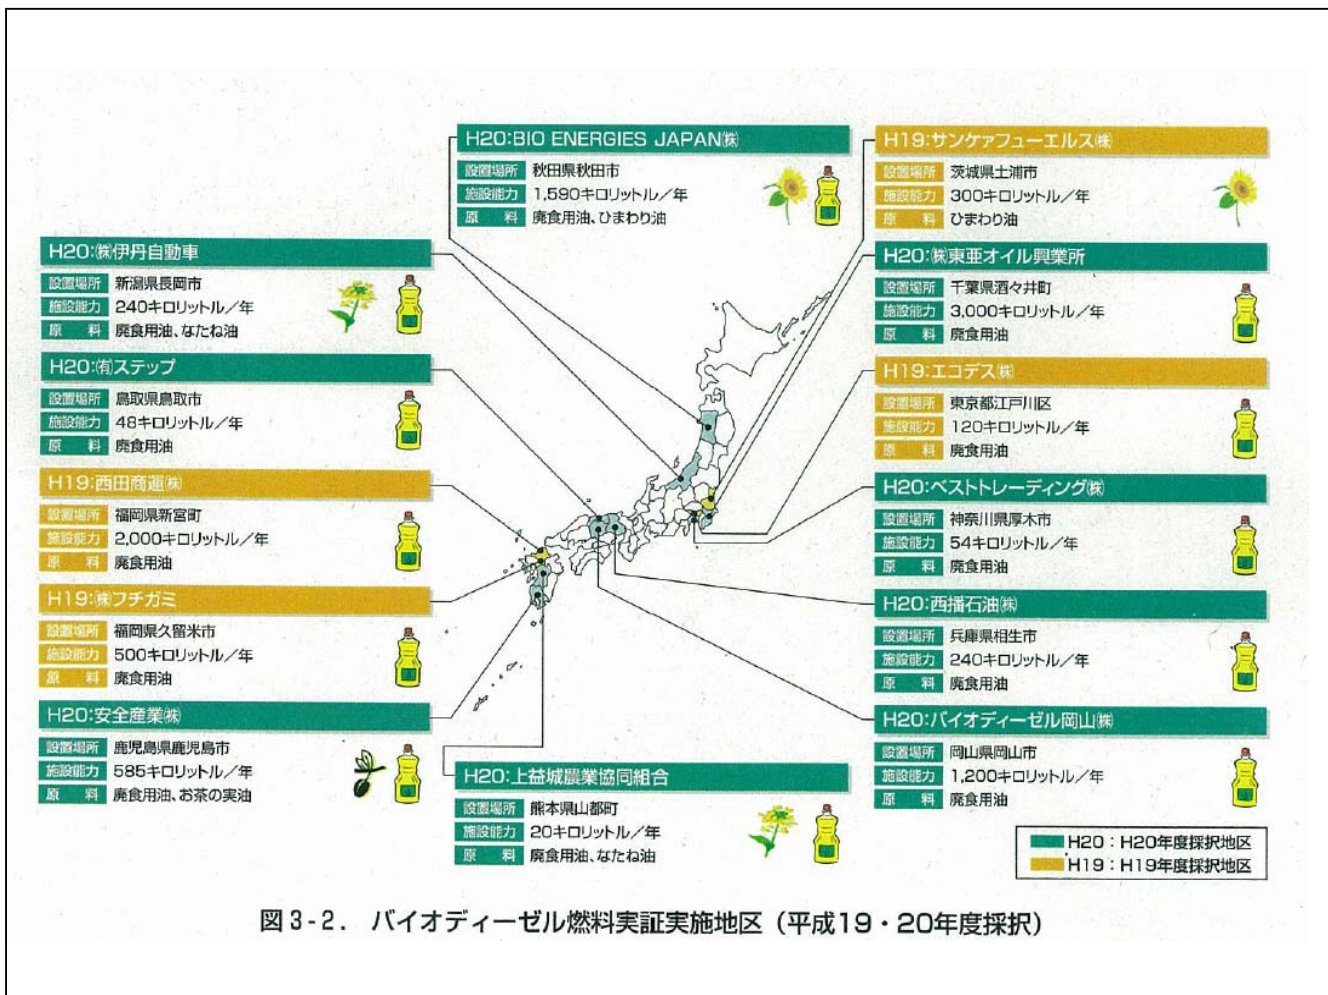 H20:BIO ENERGIES JAPAN㈱
設置場所 秋田県秋田市
施設能力 1,590キロリットル/年
原料 廃食用油、ひまわり油
H19:サンケァフューエルス㈱
設置場所 茨城県土浦市
施設能力 300キロリットル/年
原料 ひまわり油
H20:㈱伊丹自動車
設置場所 新潟県長岡市
施設能力 240キロリットル/年
原料 廃食用油、なたね油
H20:㈱東亜オイル興業所
設置場所 千葉県酒々井町
施設能力 3,000キロリットル/年
原料 廃食用油
H20:㈲ステップ
設置場所 鳥取県鳥取市
施設能力 48キロリットル/年
原料 廃食用油
H19:エコデス㈱
設置場所 東京都江戸川区
施設能力 120キロリットル/年
原料 廃食用油
H19:西田商運㈱
設置場所 福岡県新宮町
施設能力 2,000キロリットル/年
原料 廃食用油
H20:ベストトレーディング㈱
設置場所 神奈川県厚木市
施設能力 54キロリットル/年
原料 廃食用油
H19:㈱フチガミ
設置場所 福岡県久留米市
施設能力 500キロリットル/年
原料 廃食用油
H20:西播石油㈱
設置場所 兵庫県相生市
施設能力 240キロリットル/年
原料 廃食用油
H20:安全産業㈱
設置場所 鹿児島県鹿児島市
施設能力 585キロリットル/年
原料 廃食用油、お茶の実油
H20:上益城農業協同組合
設置場所 熊本県山都町
施設能力 20キロリットル/年
原料 廃食用油、なたね油
H20:バイオディーゼル岡山㈱
設置場所 岡山県岡山市
施設能力 1,200キロリットル/年
原料 廃食用油
H20:H20年度採択地区
H19:H19年度採択地区
図3-2. バイオディーゼル燃料実証実施地区(平成19・20年度採択)